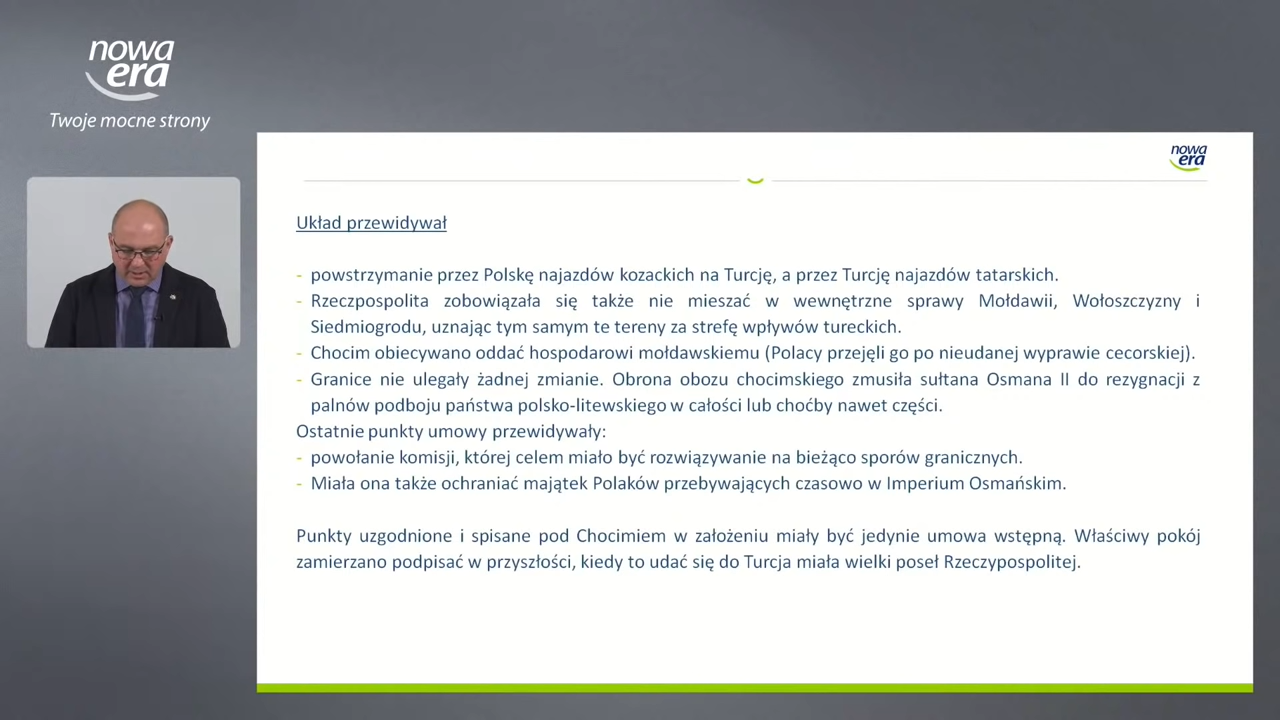 nowa
era
Twoje mocne strony
nowa
era
Układ przewidywał
- powstrzymanie przez Polskę najazdów kozackich na Turcję, a przez Turcję najazdów tatarskich.
- Rzeczpospolita zobowiązała się także nie mieszać w wewnętrzne sprawy Mołdawii, Wołoszczyzny i
Siedmiogrodu, uznając tym samym te tereny za strefę wpływów tureckich.
- Chocim obiecywano oddać hospodarowi mołdawskiemu (Polacy przejęli go po nieudanej wyprawie cecorskiej).
- Granice nie ulegały żadnej zmianie. Obrona obozu chocimskiego zmusiła sułtana Osmana II do rezygnacji z
palnów podboju państwa polsko-litewskiego w całości lub choćby nawet części.
Ostatnie punkty umowy przewidywały:
- powołanie komisji, której celem miało być rozwiązywanie na bieżąco sporów granicznych.
- Miała ona także ochraniać majątek Polaków przebywających czasowo w Imperium Osmańskim.
Punkty uzgodnione i spisane pod Chocimiem w założeniu miały być jedynie umowa wstępną. Właściwy pokój
zamierzano podpisać w przyszłości, kiedy to udać się do Turcja miała wielki poseł Rzeczypospolitej.